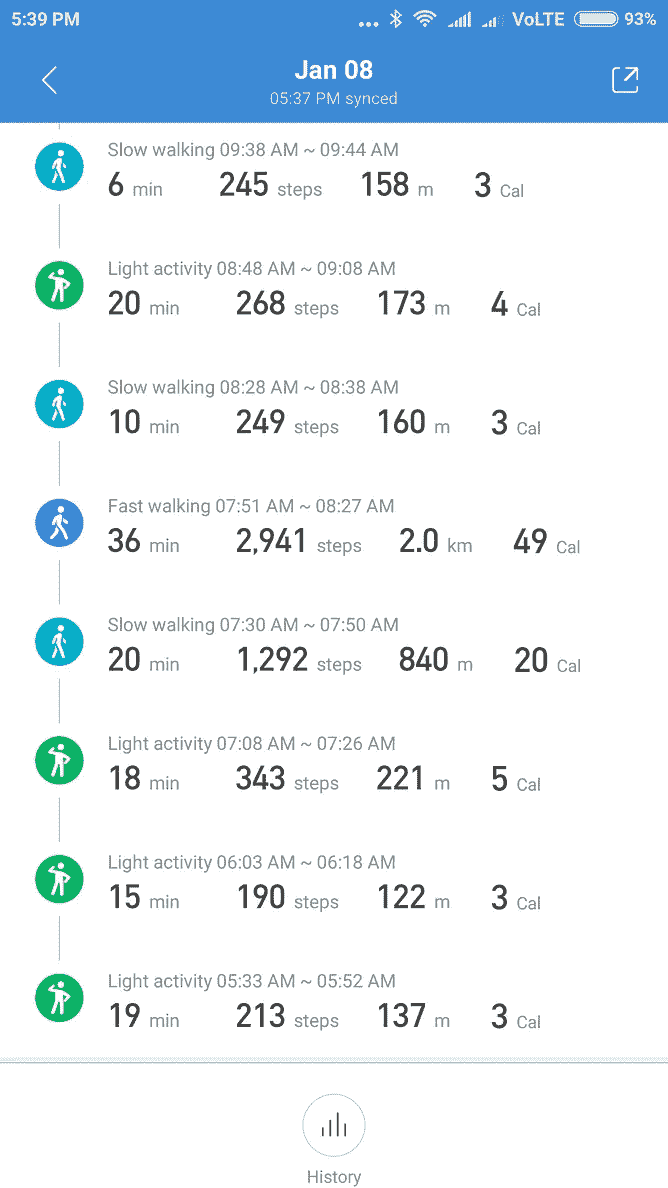 5:39 PM ... VoLTE 93%
Jan 08
05:37 PM synced
Slow walking 09:38 AM ~ 09:44 AM
6 min 245 steps 158 m 3 Cal
Light activity 08:48 AM ~ 09:08 AM
20 min 268 steps 173 m 4 Cal
Slow walking 08:28 AM ~ 08:38 AM
10 min 249 steps 160 m 3 Cal
Fast walking 07:51 AM ~ 08:27 AM
36 min 2,941 steps 2.0 km 49 Cal
Slow walking 07:30 AM ~ 07:50 AM
20 min 1,292 steps 840 m 20 Cal
Light activity 07:08 AM ~ 07:26 AM
18 min 343 steps 221 m 5 Cal
Light activity 06:03 AM ~ 06:18 AM
15 min 190 steps 122 m 3 Cal
Light activity 05:33 AM ~ 05:52 AM
19 min 213 steps 137 m 3 Cal
History